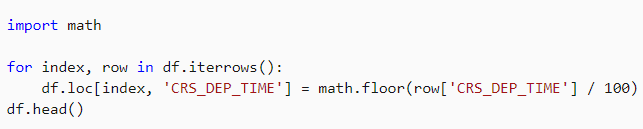 import math
for index, row in df.iterrows():
    df.loc[index, 'CRS_DEP_TIME'] = math.floor(row['CRS_DEP_TIME'] / 100)
df.head()